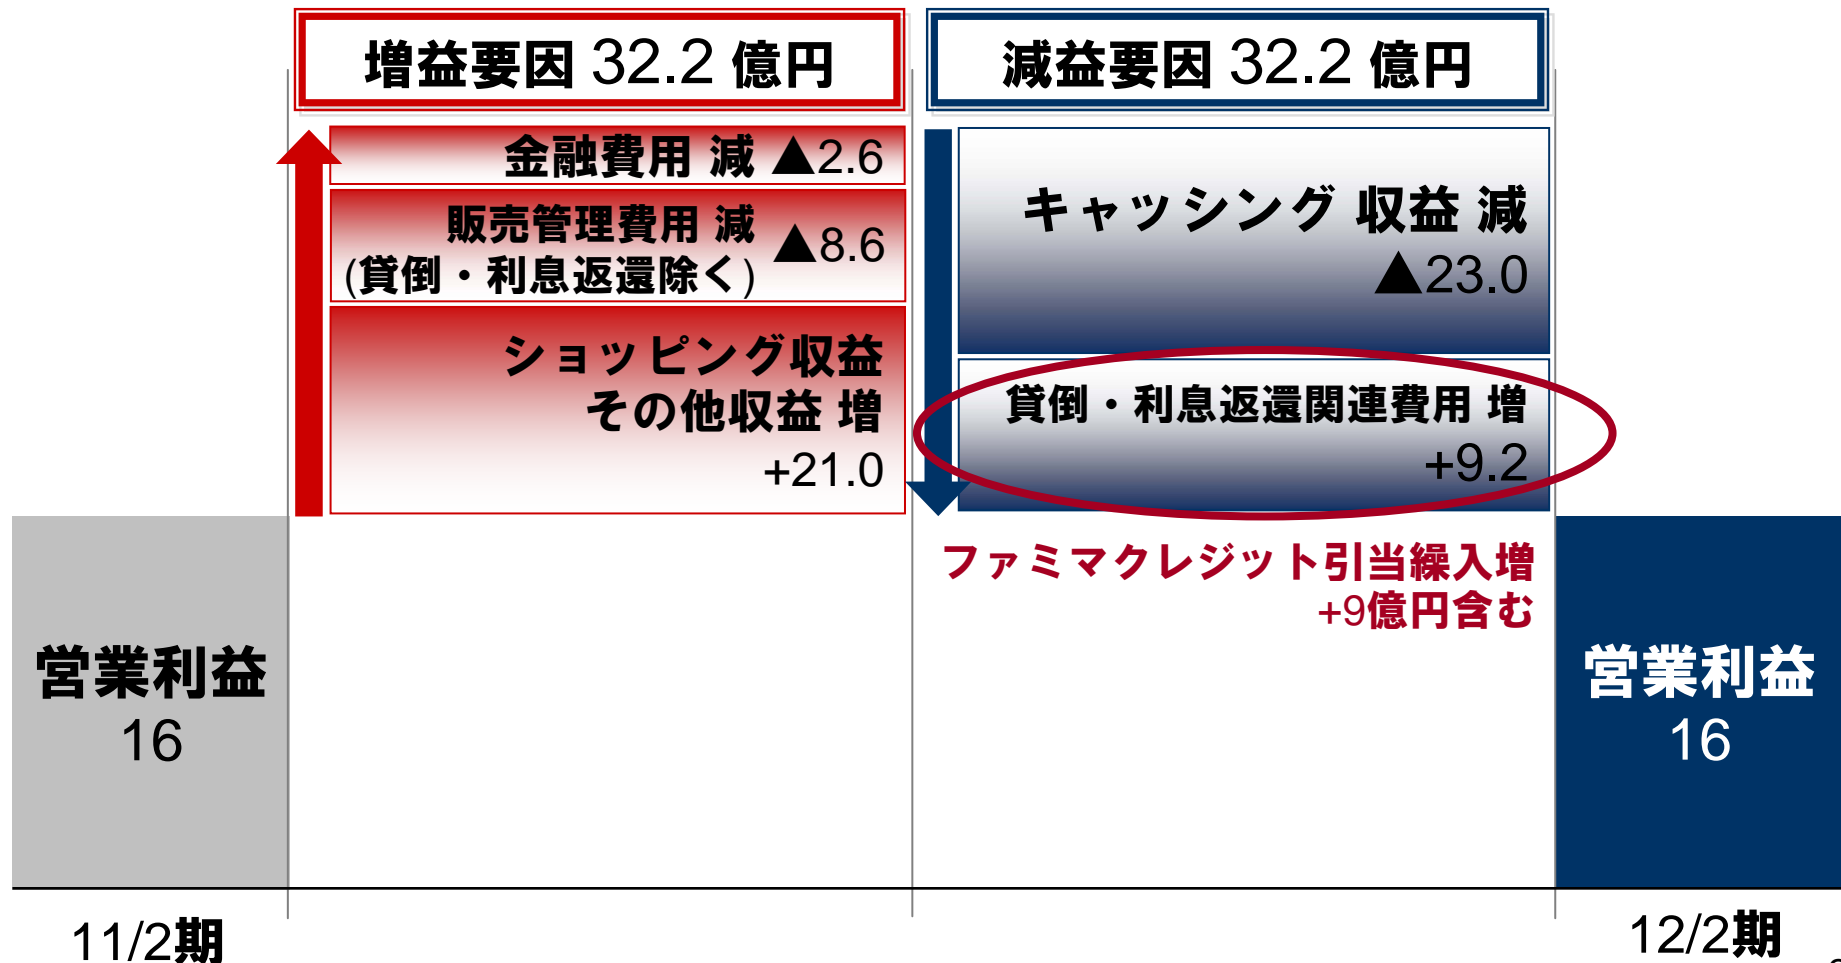 増益要因 32.2 億円
減益要因 32.2 億円
金融費用 減 ▲2.6
販売管理費用 減
(貸倒・利息返還除く)
▲8.6
ショッピング収益
その他収益 増
+21.0
キャッシング 収益 減
▲23.0
貸倒・利息返還関連費用 増
+9.2
ファミマクレジット引当繰入増
+9億円含む
営業利益
16
営業利益
16
11/2期
12/2期